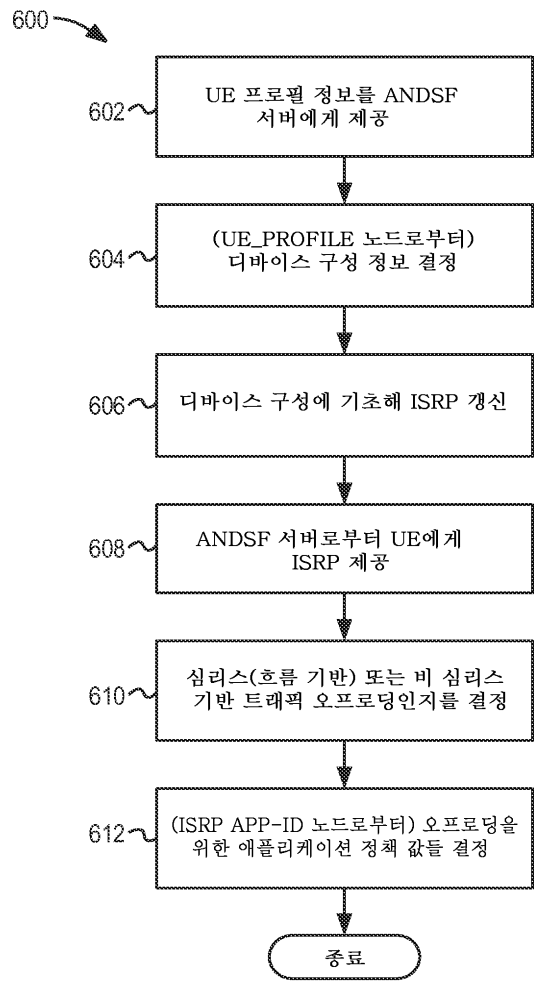 600
602
UE 프로필 정보를 ANDSF
서버에게 제공
604
(UE_PROFILE 노드로부터)
디바이스 구성 정보 결정
606
디바이스 구성에 기초해 ISRP 갱신
608
ANDSF 서버로부터 UE에게
ISRP 제공
610
심리스(흐름 기반) 또는 비 심리스
기반 트래픽 오프로딩인지를 결정
612
(ISRP APP-ID 노드로부터) 오프로딩을
위한 애플리케이션 정책 값들 결정
종료